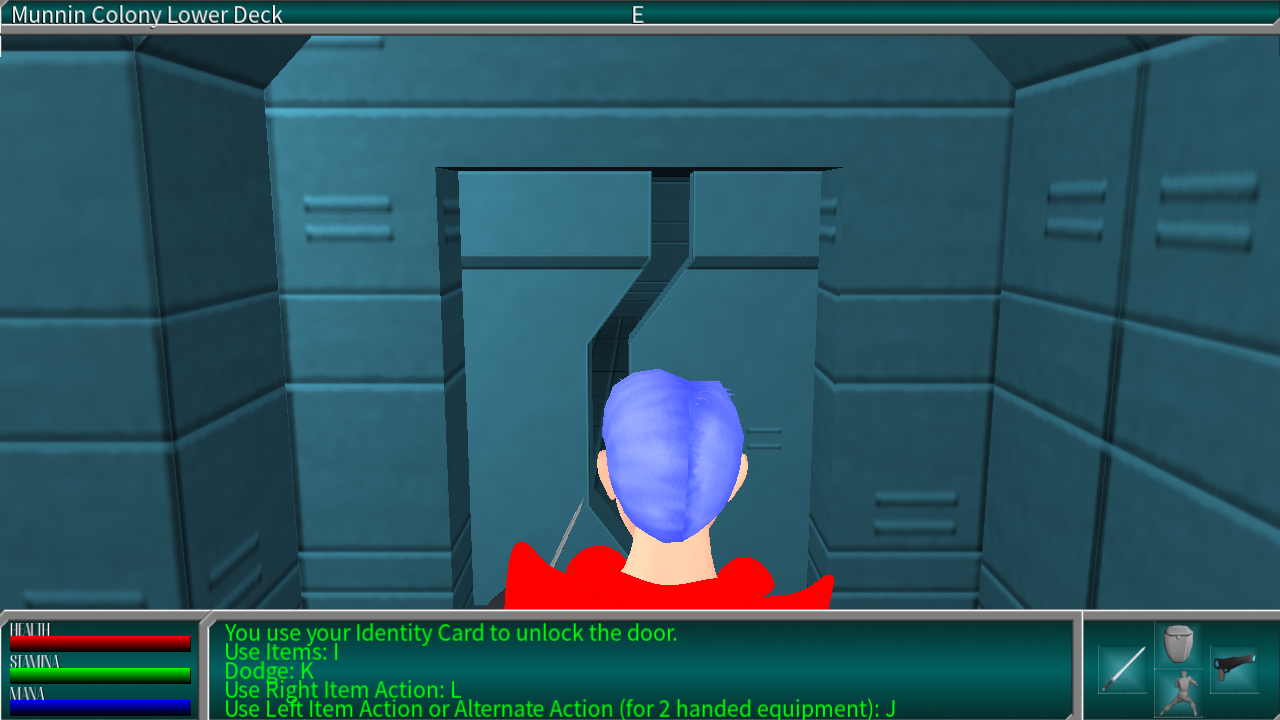 Munnin Colony Lower Deck
E
HEALTH
STAMINA
MANA
You use your Identity Card to unlock the door.
Use Items: I
Dodge: K
Use Right Item Action: L
Use Left Item Action or Alternate Action (for 2 handed equipment): J